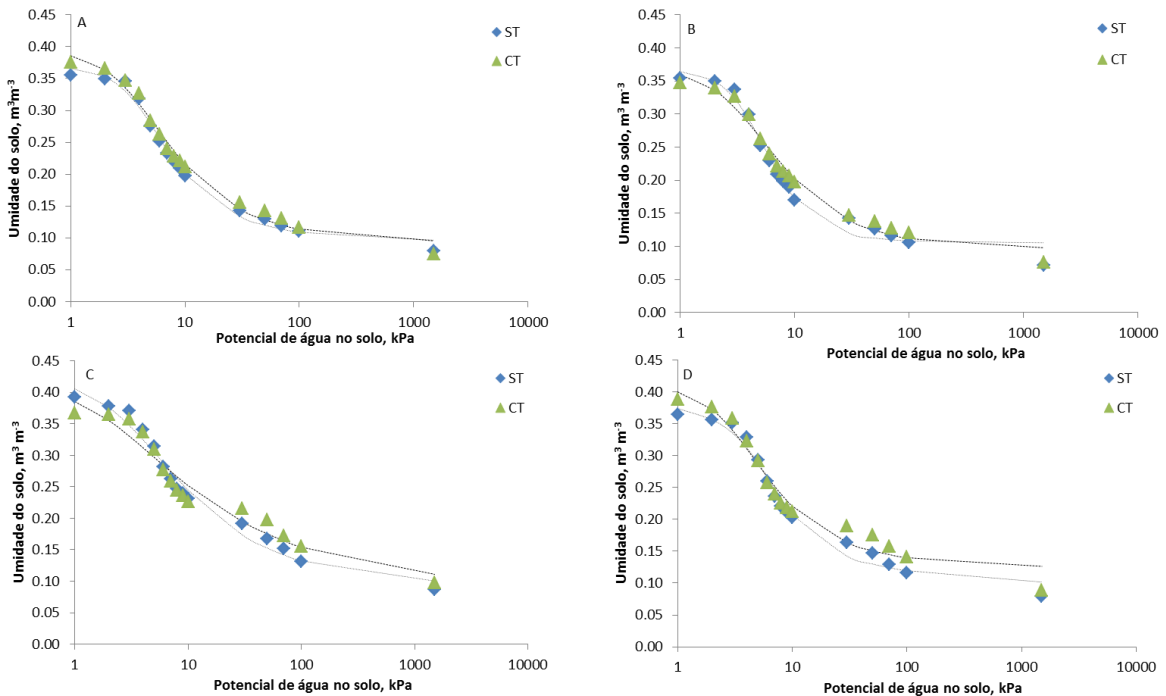 A
ST
CT
Umidade do solo, m³m⁻³
0.45
0.40
0.35
0.30
0.25
0.20
0.15
0.10
0.05
0.00
1 10 100 1000 10000
Potencial de água no solo, kPa
B
ST
CT
Umidade do solo, m³ m⁻³
0.45
0.40
0.35
0.30
0.25
0.20
0.15
0.10
0.05
0.00
1 10 100 1000 10000
Potencial de água no solo, kPa
C
ST
CT
Umidade do solo, m³ m⁻³
0.45
0.40
0.35
0.30
0.25
0.20
0.15
0.10
0.05
0.00
1 10 100 1000 10000
Potencial de água no solo, kPa
D
ST
CT
Umidade do solo, m³ m⁻³
0.45
0.40
0.35
0.30
0.25
0.20
0.15
0.10
0.05
0.00
1 10 100 1000 10000
Potencial de água no solo, kPa